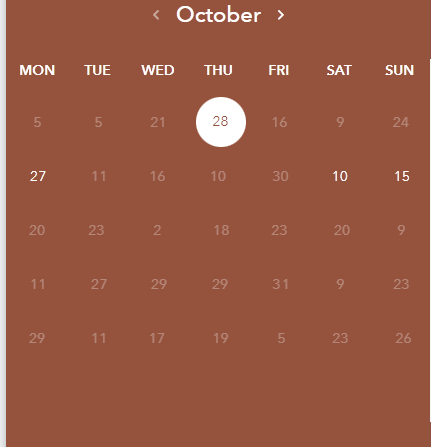 ‹ October ›
MON TUE WED THU FRI SAT SUN
5 5 21 28 16 9 24
27 11 16 10 30 10 15
20 23 2 18 23 20 9
11 27 29 29 31 9 23
29 11 17 19 5 23 26